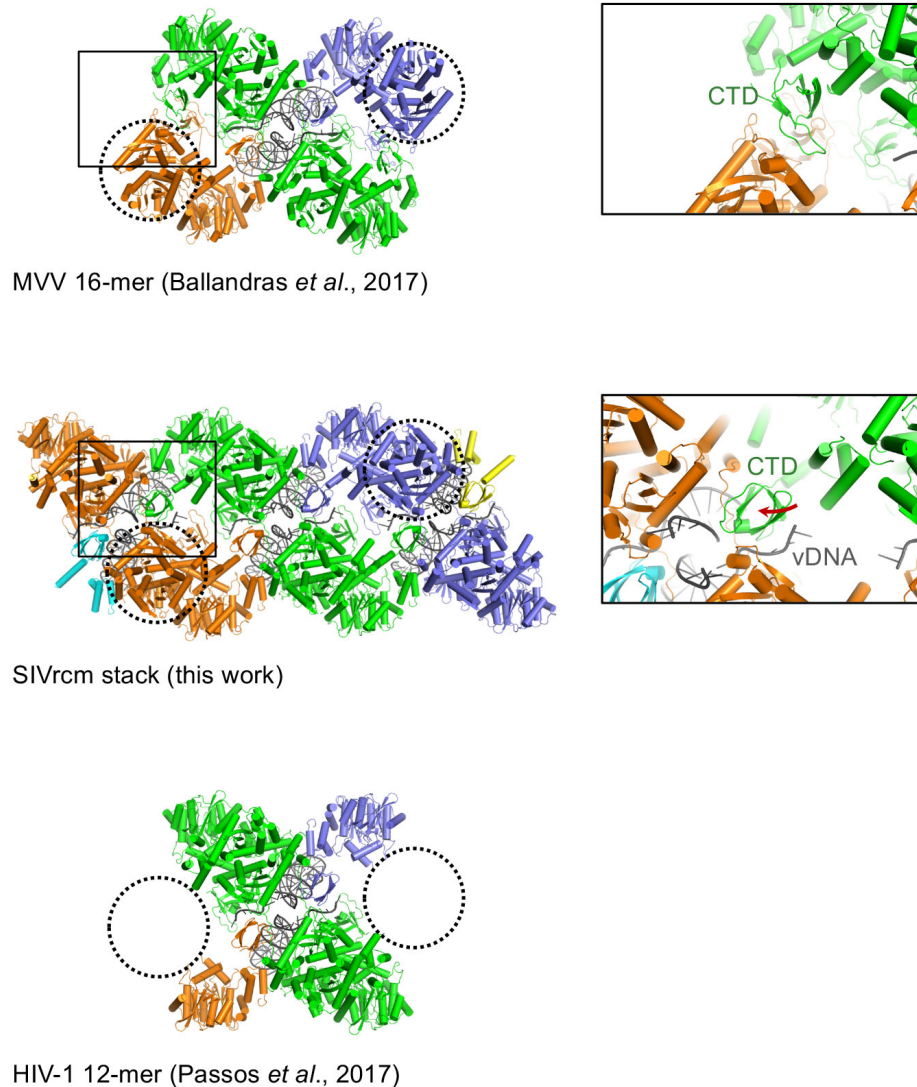 CTD
MVV 16-mer (Ballandras et al., 2017)
CTD
vDNA
SIVrcm stack (this work)
HIV-1 12-mer (Passos et al., 2017)